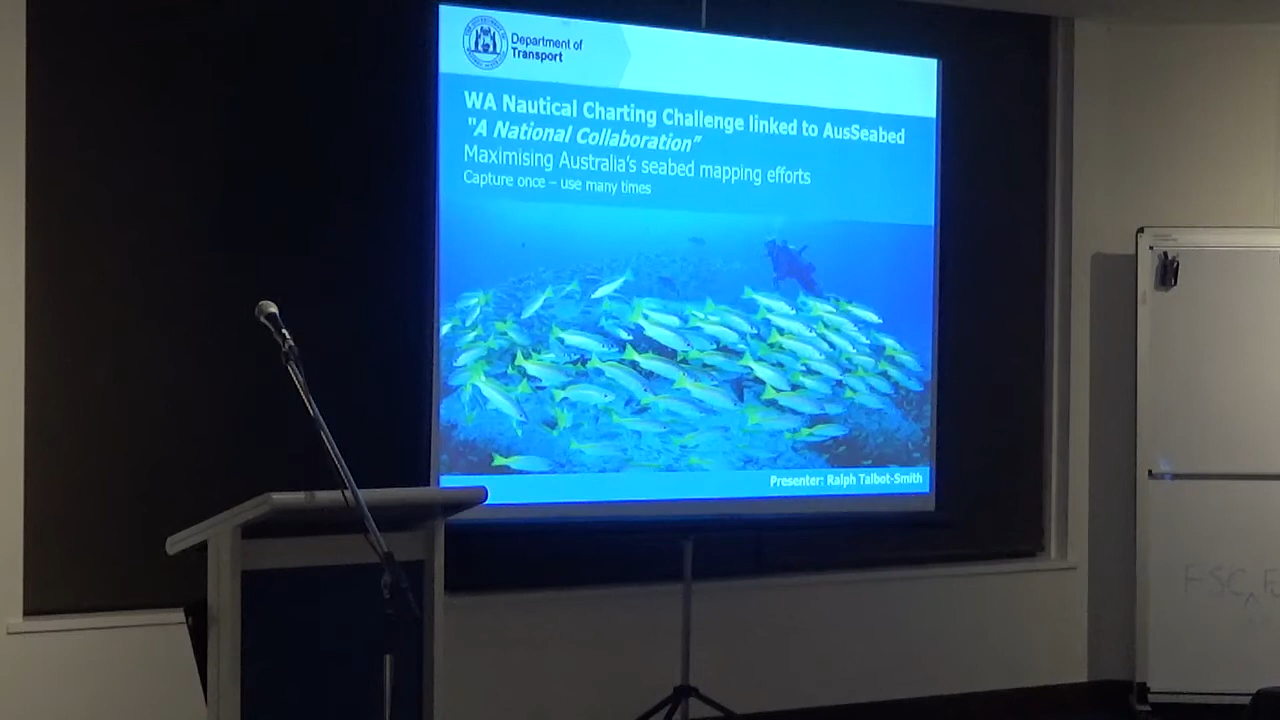 Department of
Transport
WA Nautical Charting Challenge linked to AusSeabed
"A National Collaboration"
Maximising Australia's seabed mapping efforts
Capture once – use many times
Presenter: Ralph Talbot-Smith
FSC,